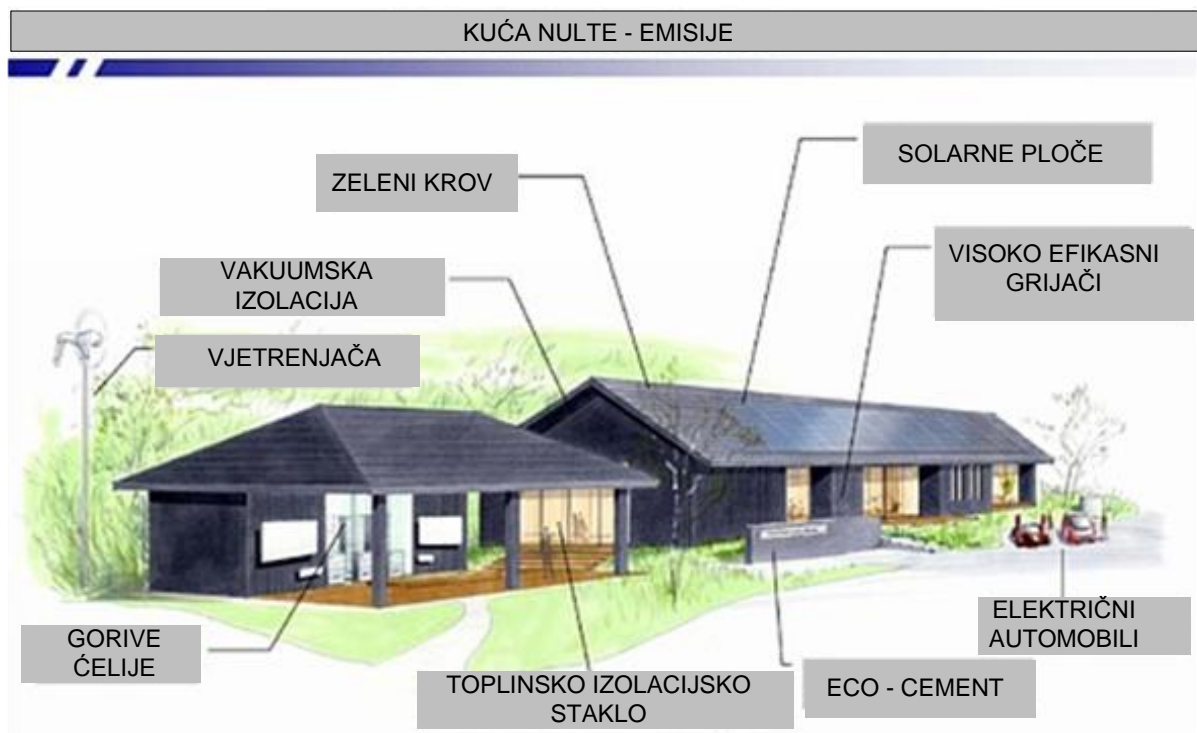 KUĆA NULTE - EMISIJE
SOLARNE PLOČE
ZELENI KROV
VISOKO EFIKASNI
GRIJAČI
VAKUUMSKA
IZOLACIJA
VJETRENJAČA
ELEKTRIČNI
AUTOMOBILI
GORIVE
ĆELIJE
TOPLINSKO IZOLACIJSKO
STAKLO
ECO - CEMENT